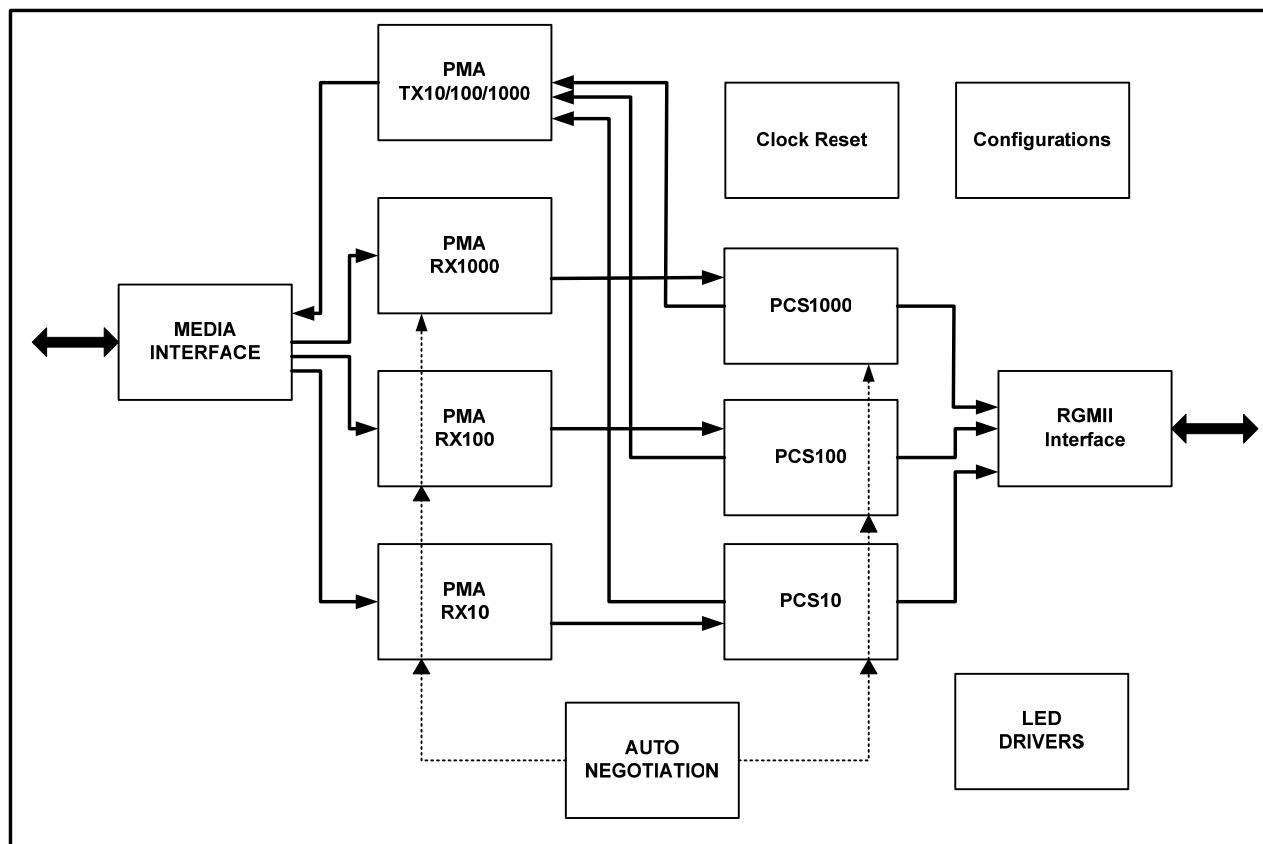 PMA
TX10/100/1000
Clock Reset
Configurations
PMA
RX1000
PCS1000
MEDIA
INTERFACE
PMA
RX100
PCS100
RGMII
Interface
PMA
RX10
PCS10
AUTO
NEGOTIATION
LED
DRIVERS